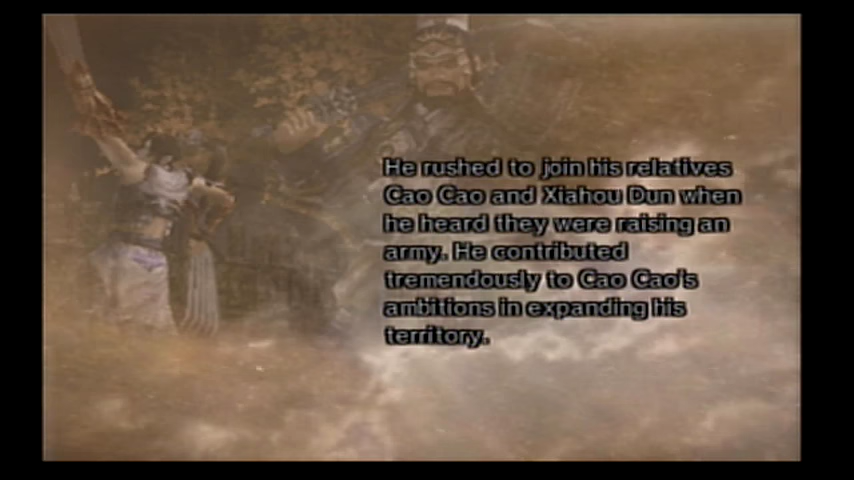 He rushed to join his relatives
Cao Cao and Xiahou Dun when
he heard they were raising an
army. He contributed
tremendously to Cao Cao's
ambitions in expanding his
territory.